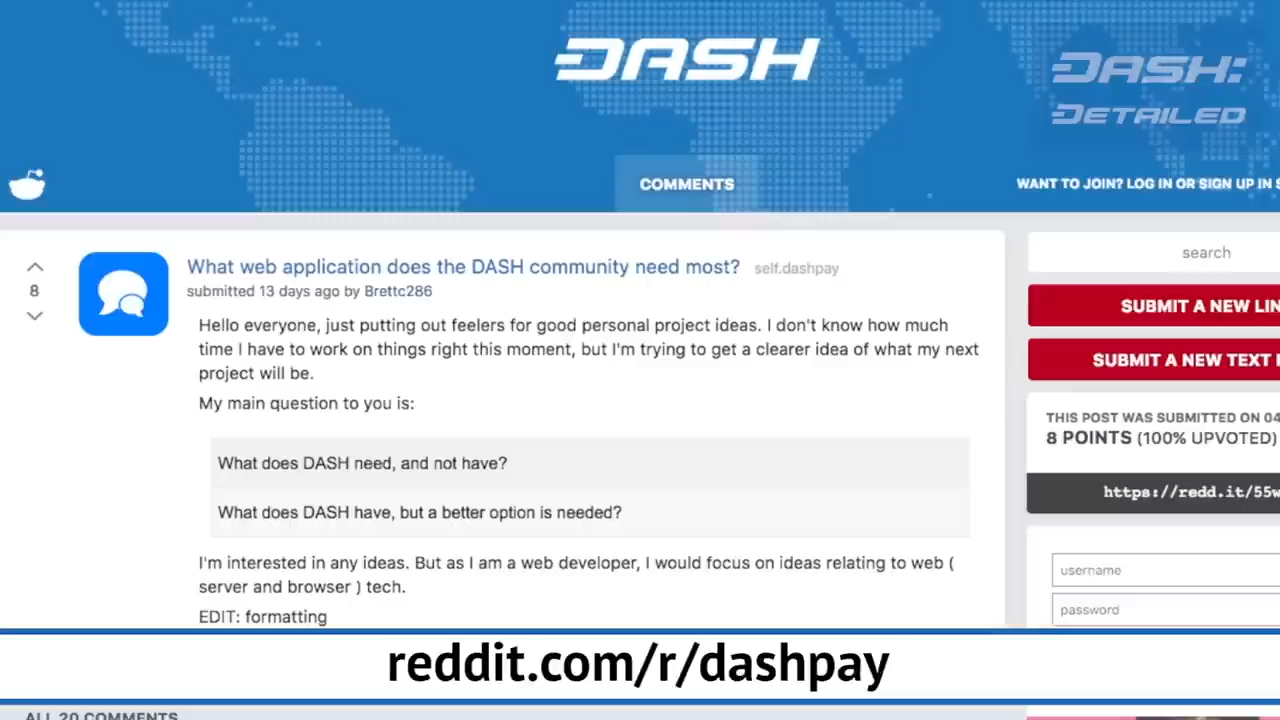 DASH
DASH:
DETAILED
COMMENTS
WANT TO JOIN? LOG IN OR SIGN UP IN S
8
What web application does the DASH community need most? self.dashpay
submitted 13 days ago by Brettc286
Hello everyone, just putting out feelers for good personal project ideas. I don't know how much
time I have to work on things right this moment, but I'm trying to get a clearer idea of what my next
project will be.
My main question to you is:
What does DASH need, and not have?
What does DASH have, but a better option is needed?
I'm interested in any ideas. But as I am a web developer, I would focus on ideas relating to web (
server and browser ) tech.
EDIT: formatting
search
SUBMIT A NEW LIN
SUBMIT A NEW TEXT
THIS POST WAS SUBMITTED ON 04
8 POINTS (100% UPVOTED)
https://redd.it/55w
username
password
reddit.com/r/dashpay
ALL 20 COMMENTS